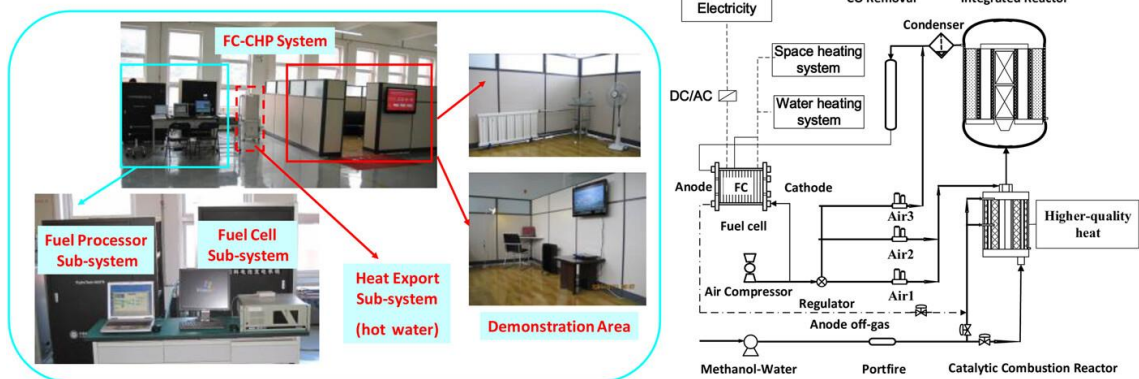 FC-CHP System
Fuel Processor
Sub-system
Fuel Cell
Sub-system
Heat Export
Sub-system
(hot water)
Demonstration Area
CO Removal
Integrated Reactor
Electricity
Condenser
Space heating
system
DC/AC
Water heating
system
Anode
FC
Cathode
Fuel cell
Air3
Air2
Air1
Higher-quality
heat
Air Compressor
Regulator
Anode off-gas
Methanol-Water
Portfire
Catalytic Combustion Reactor